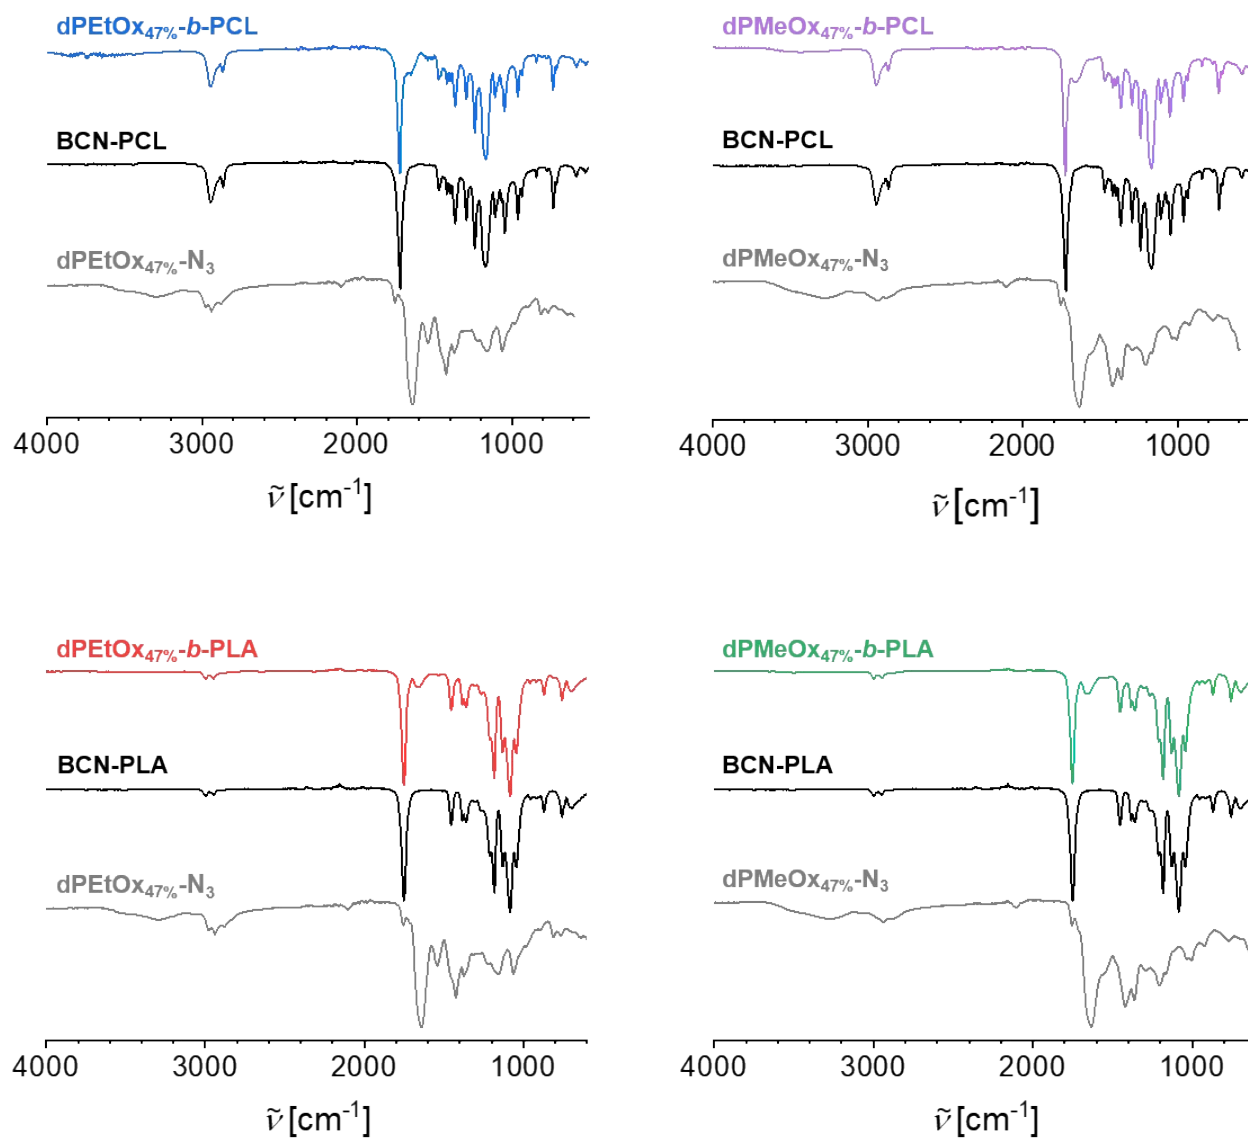 dPEtOx47%-b-PCL
BCN-PCL
dPEtOx47%-N3
4000 3000 2000 1000
ṽ [cm-1]
dPMeOx47%-b-PCL
BCN-PCL
dPMeOx47%-N3
4000 3000 2000 1000
ṽ [cm-1]
dPEtOx47%-b-PLA
BCN-PLA
dPEtOx47%-N3
4000 3000 2000 1000
ṽ [cm-1]
dPMeOx47%-b-PLA
BCN-PLA
dPMeOx47%-N3
4000 3000 2000 1000
ṽ [cm-1]